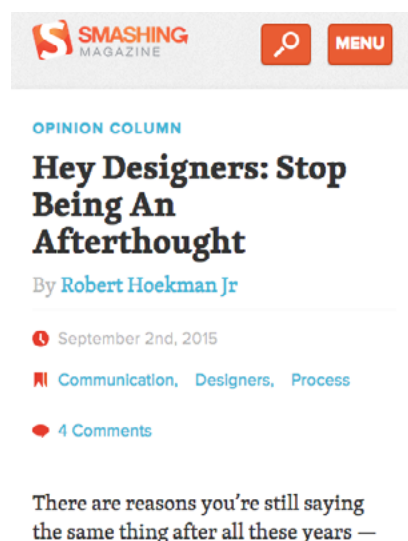 SMASHING
MAGAZINE
MENU
OPINION COLUMN
Hey Designers: Stop
Being An
Afterthought
By Robert Hoekman Jr
September 2nd, 2015
Communication, Designers, Process
4 Comments
There are reasons you’re still saying
the same thing after all these years —